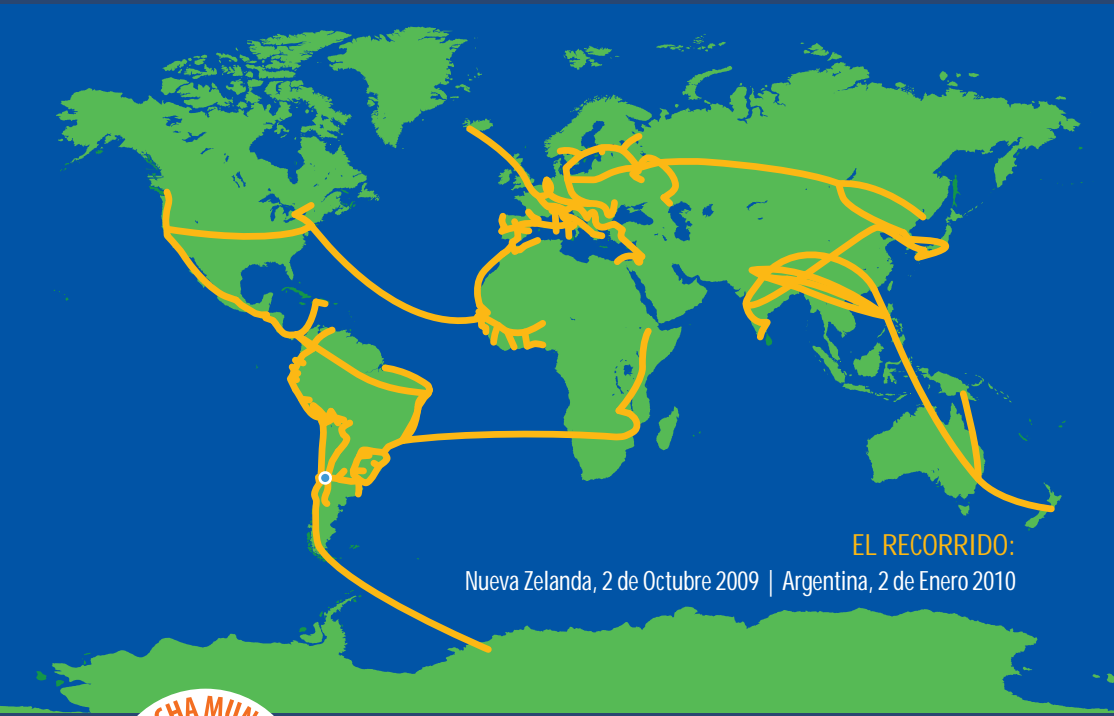 EL RECORRIDO:
Nueva Zelanda, 2 de Octubre 2009 | Argentina, 2 de Enero 2010